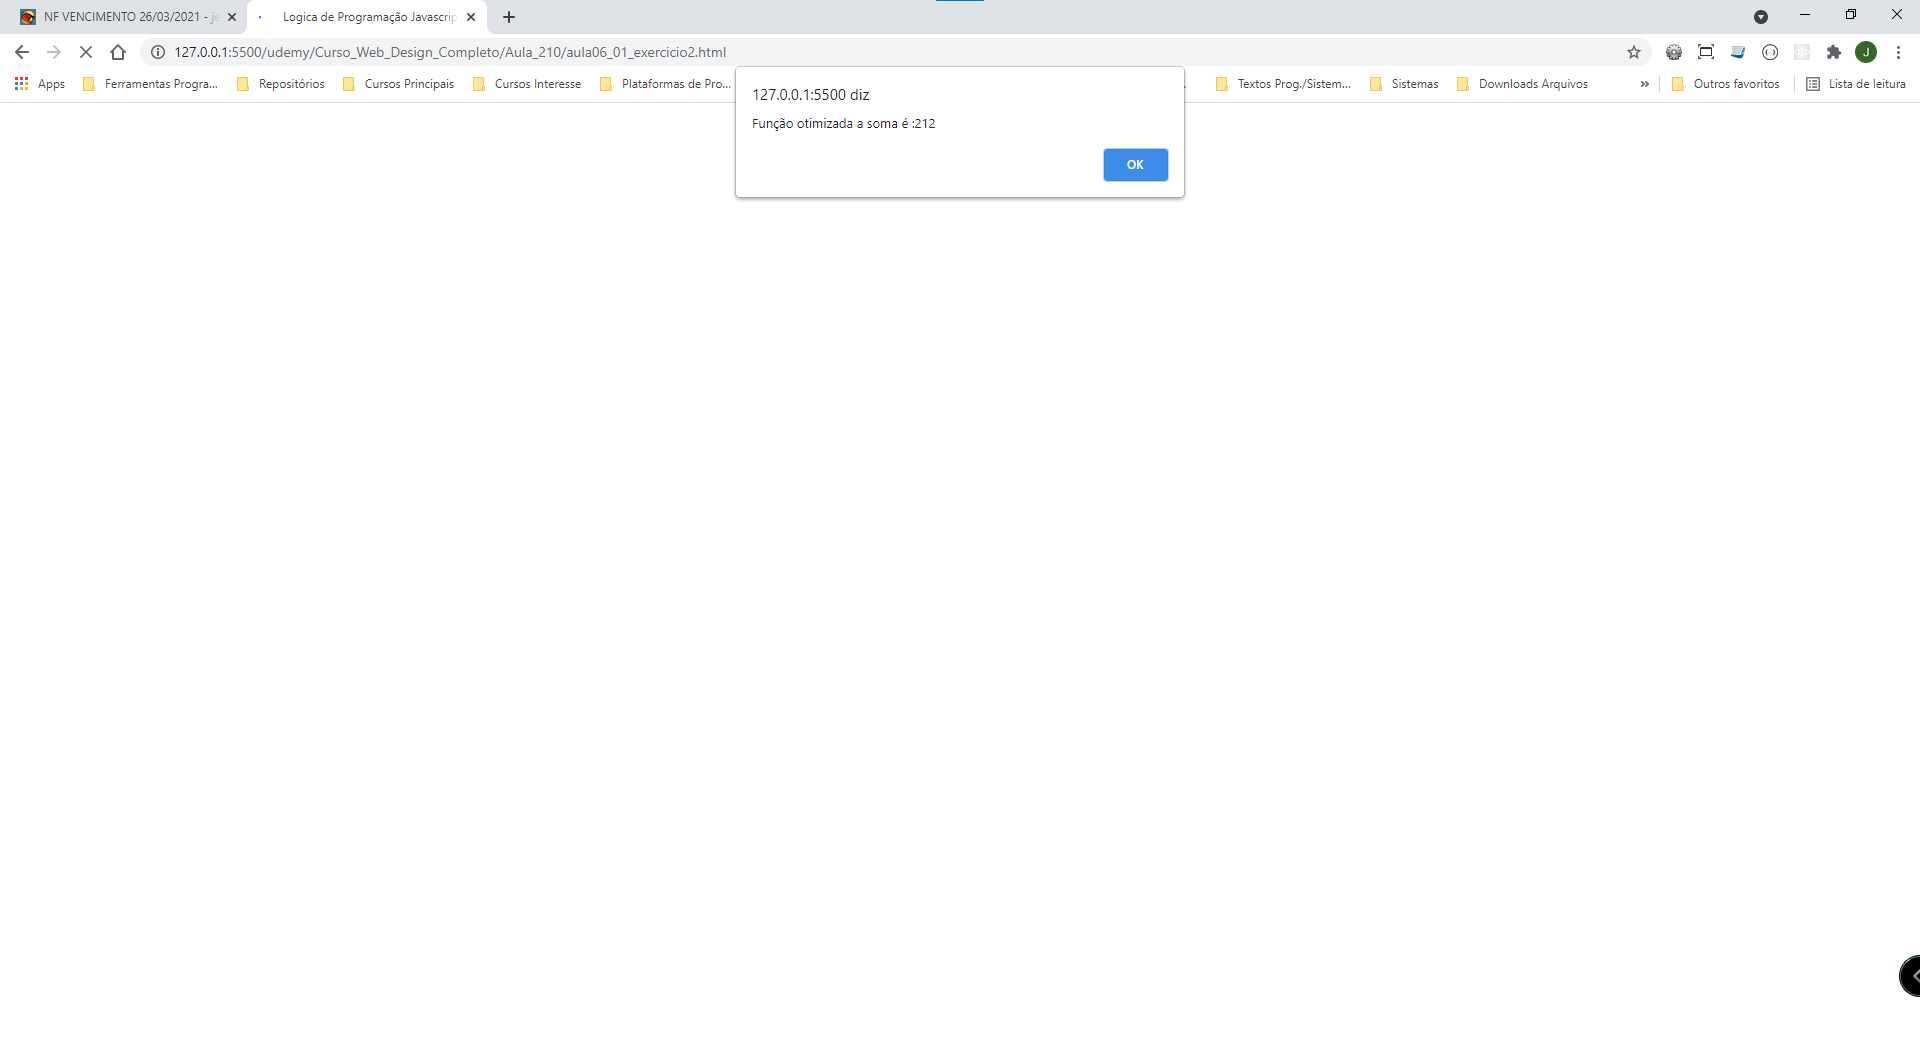 NF VENCIMENTO 26/03/2021 - je
Logica de Programação Javascrip
127.0.0.1:5500/udemy/Curso_Web_Design_Completo/Aula_210/aula06_01_exercicio2.html
J
Apps
Ferramentas Progra...
Repositórios
Cursos Principais
Cursos Interesse
Plataformas de Pro...
Textos Prog./Sistem...
Sistemas
Downloads Arquivos
»
Outros favoritos
Lista de leitura
127.0.0.1:5500 diz
Função otimizada a soma é :212
OK